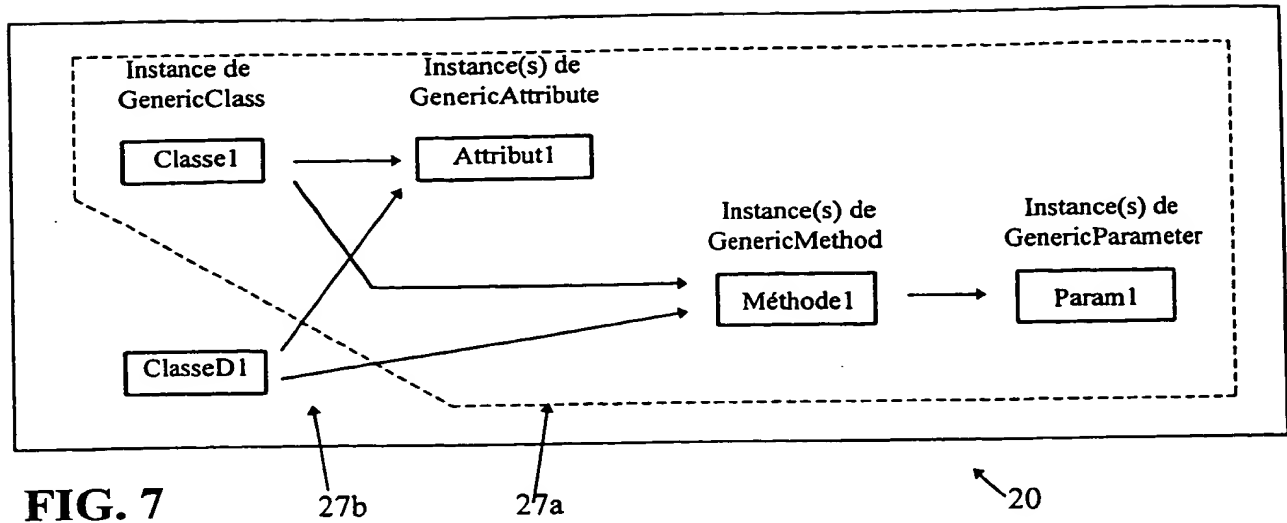 Instance de
GenericClass
Instance(s) de
GenericAttribute
Classe1
Attribut1
Instance(s) de
GenericMethod
Instance(s) de
GenericParameter
Méthode1
Param1
ClasseD1
FIG. 7
27b
27a
20